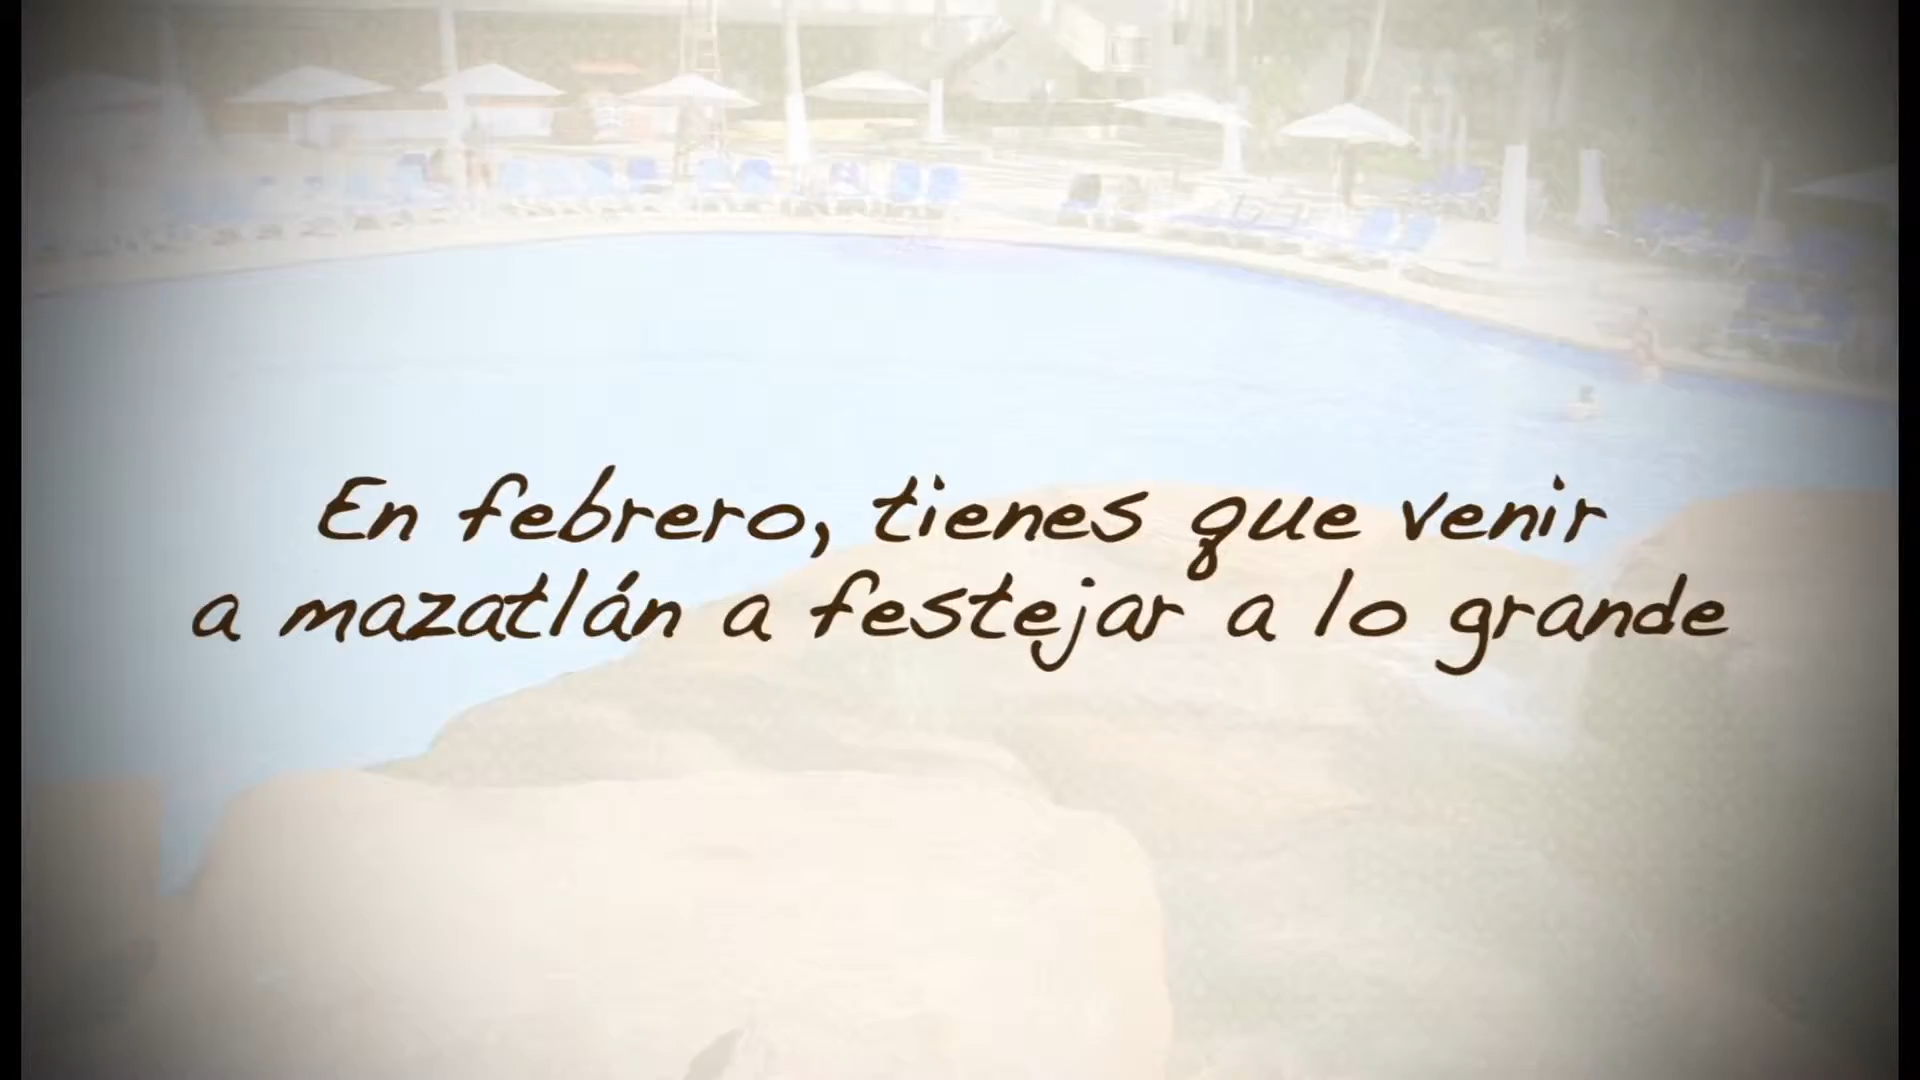 En febrero, tienes que venir
a mazatlán a festejar a lo grande